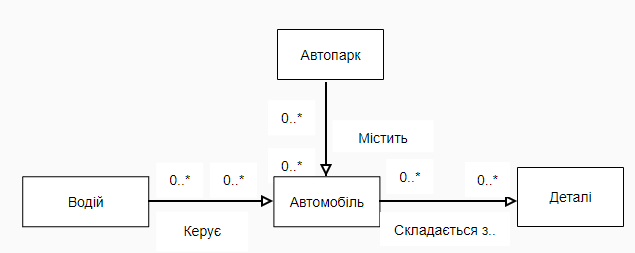 Автопарк
0..*
Містить
0..*
0..*
0..*
0..*
0..*
Водій
Автомобіль
Деталі
Керує
Складається з..